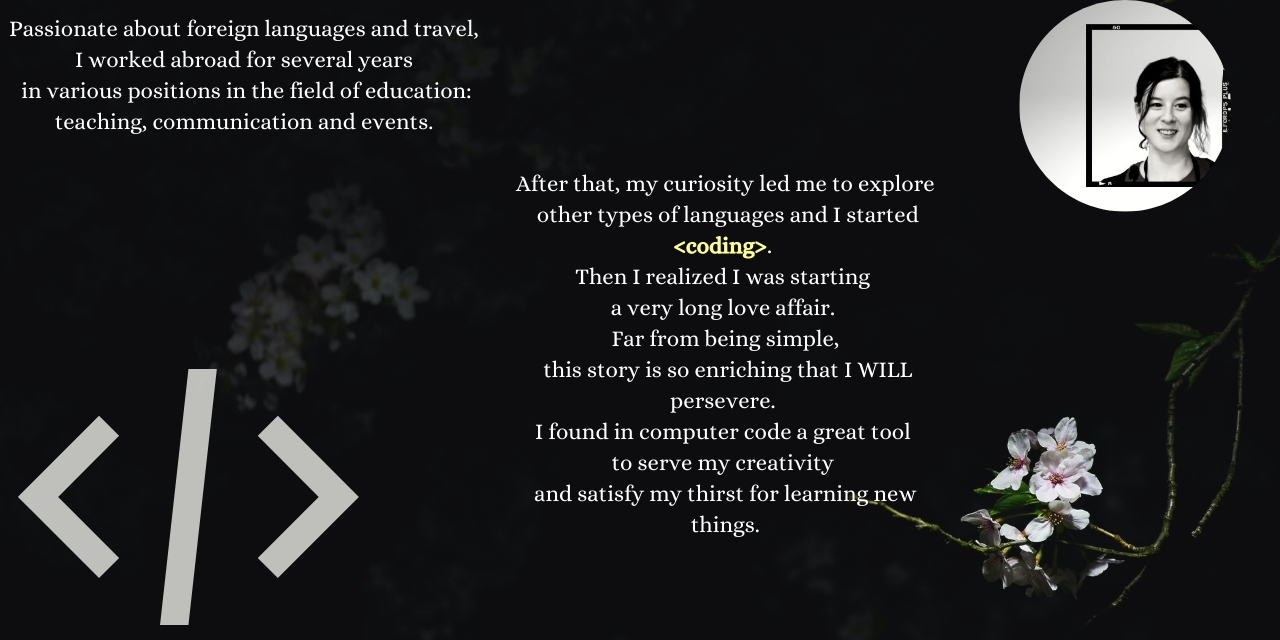 Passionate about foreign languages and travel,
I worked abroad for several years
in various positions in the field of education:
teaching, communication and events.
After that, my curiosity led me to explore
other types of languages and I started
<coding>.
Then I realized I was starting
a very long love affair.
Far from being simple,
this story is so enriching that I WILL
persevere.
I found in computer code a great tool
to serve my creativity
and satisfy my thirst for learning new
things.
</>